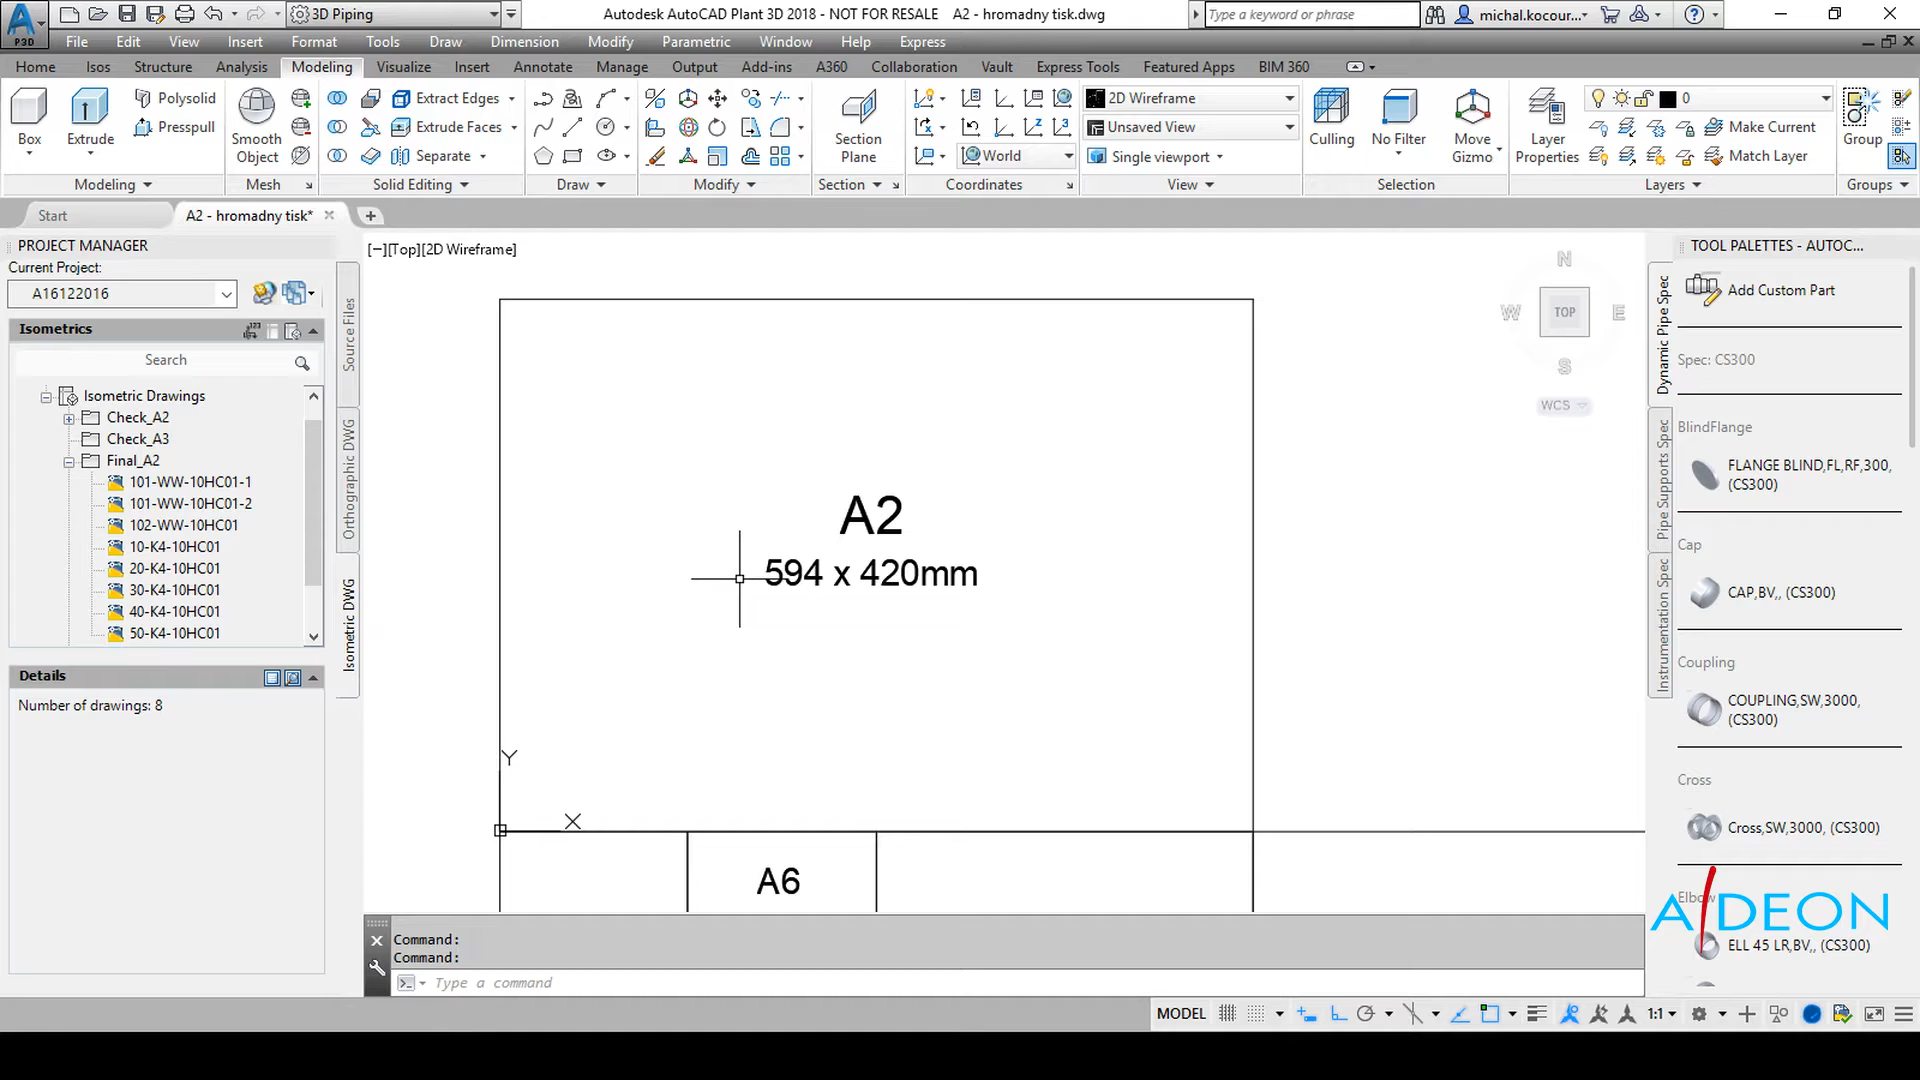 P3D
3D Piping
Autodesk AutoCAD Plant 3D 2018 - NOT FOR RESALE A2 - hromadny tisk.dwg
Type a keyword or phrase
michal.kocour...
File Edit View Insert Format Tools Draw Dimension Modify Parametric Window Help Express
Home Isos Structure Analysis Modeling Visualize Insert Annotate Manage Output Add-ins A360 Collaboration Vault Express Tools Featured Apps BIM 360
Box
Extrude
Polysolid
Presspull
Smooth
Object
Extract Edges
Extrude Faces
Separate
Section
Plane
World
2D Wireframe
Unsaved View
Single viewport
Culling
No Filter
Move
Gizmo
Layer
Properties
0
Make Current
Match Layer
Group
Modeling
Mesh
Solid Editing
Draw
Modify
Section
Coordinates
View
Selection
Layers
Groups
Start
A2 - hromadny tisk*
PROJECT MANAGER
Current Project:
A16122016
Isometrics
Search
Isometric Drawings
Check_A2
Check_A3
Final_A2
101-WW-10HC01-1
101-WW-10HC01-2
102-WW-10HC01
10-K4-10HC01
20-K4-10HC01
30-K4-10HC01
40-K4-10HC01
50-K4-10HC01
Details
Number of drawings: 8
Source Files
Orthographic DWG
Isometric DWG
[−][Top][2D Wireframe]
N
W
TOP
E
S
WCS
A2
594 x 420mm
Y
X
A6
Command:
Command:
Type a command
TOOL PALETTES - AUTOC...
Dynamic Pipe Spec
Pipe Supports Spec
Instrumentation Spec
Add Custom Part
Spec: CS300
BlindFlange
FLANGE BLIND,FL,RF,300,
(CS300)
Cap
CAP,BV,, (CS300)
Coupling
COUPLING,SW,3000,
(CS300)
Cross
Cross,SW,3000, (CS300)
Elbow
AIDEON
ELL 45 LR,BV,, (CS300)
MODEL
1:1